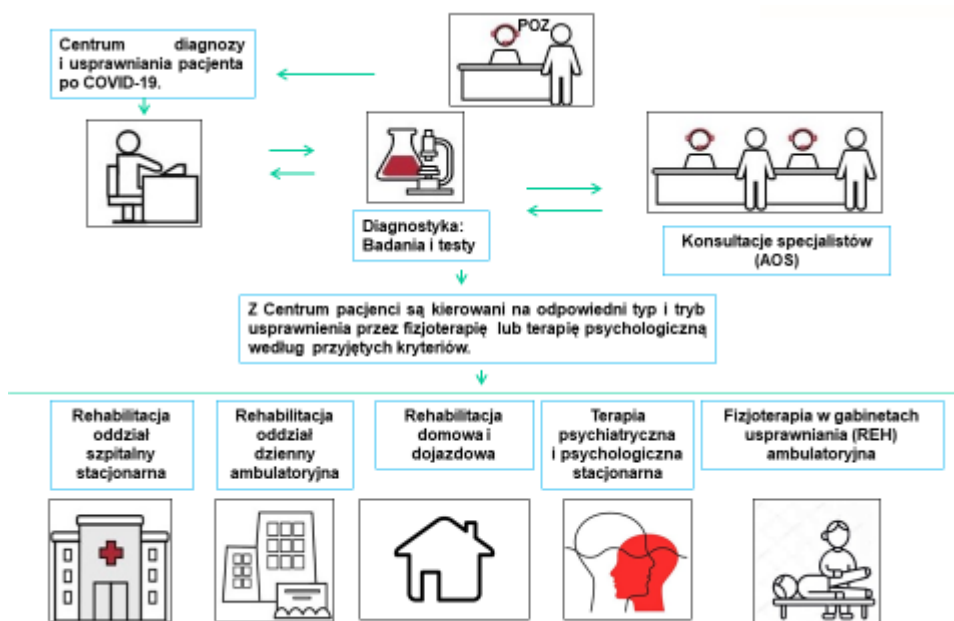 POZ
Centrum diagnozy
i usprawniania pacjenta
po COVID-19.
Diagnostyka:
Badania i testy
Konsultacje specjalistów
(AOS)
Z Centrum pacjenci są kierowani na odpowiedni typ i tryb
usprawnienia przez fizjoterapię lub terapię psychologiczną
według przyjętych kryteriów.
Rehabilitacja
oddział
szpitalny
stacjonarna
Rehabilitacja
oddział
dzienny
ambulatoryjna
Rehabilitacja
domowa i
dojazdowa
Terapia
psychiatryczna
i psychologiczna
stacjonarna
Fizjoterapia w gabinetach
usprawniania (REH)
ambulatoryjna